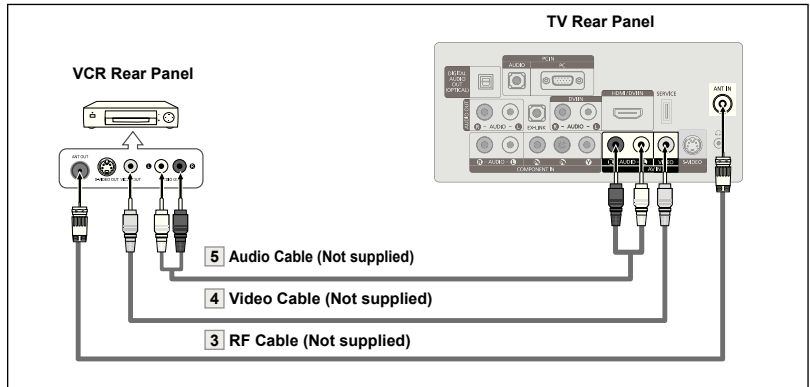 TV Rear Panel
VCR Rear Panel
PC IN
AUDIO
PC
DIGITAL
AUDIO
OUT
(OPTICAL)
HDMI / DVI IN
SERVICE
ANT IN
DVI IN
AUDIO OUT
R - AUDIO - L
EX-LINK
R - AUDIO - L
R AUDIO L
COMPONENT IN
AUDIO
VIDEO
AV IN
S-VIDEO
ANT OUT
S-VIDEO OUT
L
R
5 Audio Cable (Not supplied)
4 Video Cable (Not supplied)
3 RF Cable (Not supplied)